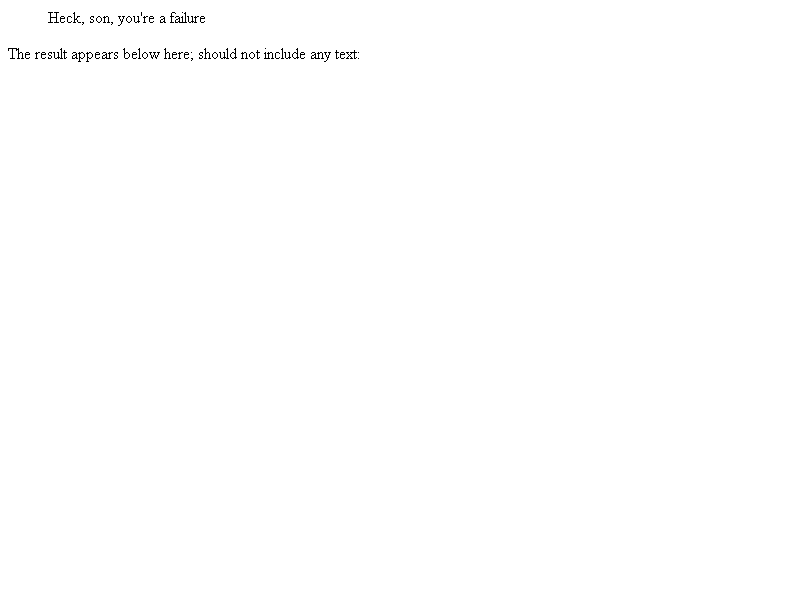 Heck, son, you're a failure
The result appears below here; should not include any text: